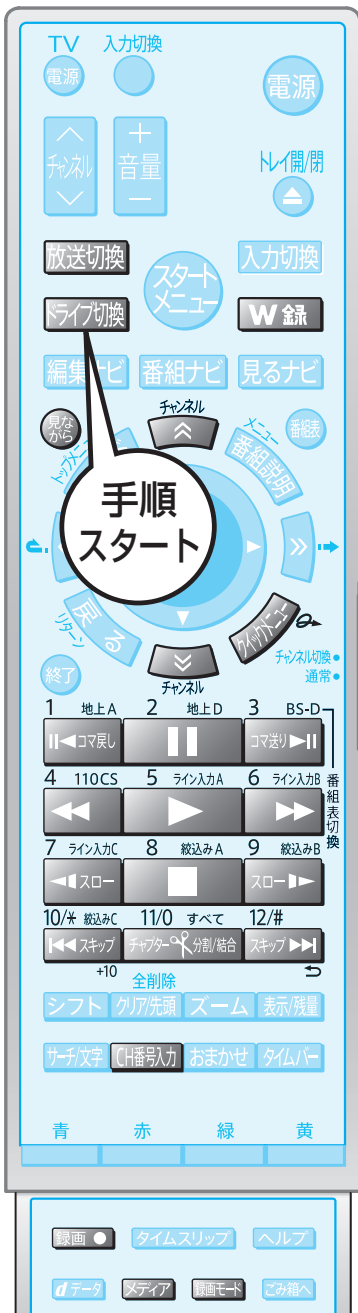 TV 入力切換
電源 電源
チャンネル + 音量 − トレイ開/閉
放送切換 スタートメニュー 入力切換
ドライブ切換 W録
編集ナビ 番組ナビ 見るナビ
見ながら チャンネル メニュー 番組表
番組説明
手順
スタート
戻る
リターン
クイックメニュー
チャンネル切換
通常
終了
チャンネル
1 地上A 2 地上D 3 BS-D
コマ戻し コマ送り
4 110CS 5 ライン入力A 6 ライン入力B
番組表切換
7 ライン入力C 8 絞込みA 9 絞込みB
スロー スロー
10/* 絞込みC 11/0 すべて 12/#
スキップ チャプター 分割/結合 スキップ
+10
全削除
シフト クリア/先頭 ズーム 表示/残量
サーチ/文字 CH番号入力 おまかせ タイムバー
青 赤 緑 黄
録画 ● タイムスリップ ヘルプ
dデータ メディア 録画モード ごみ箱へ